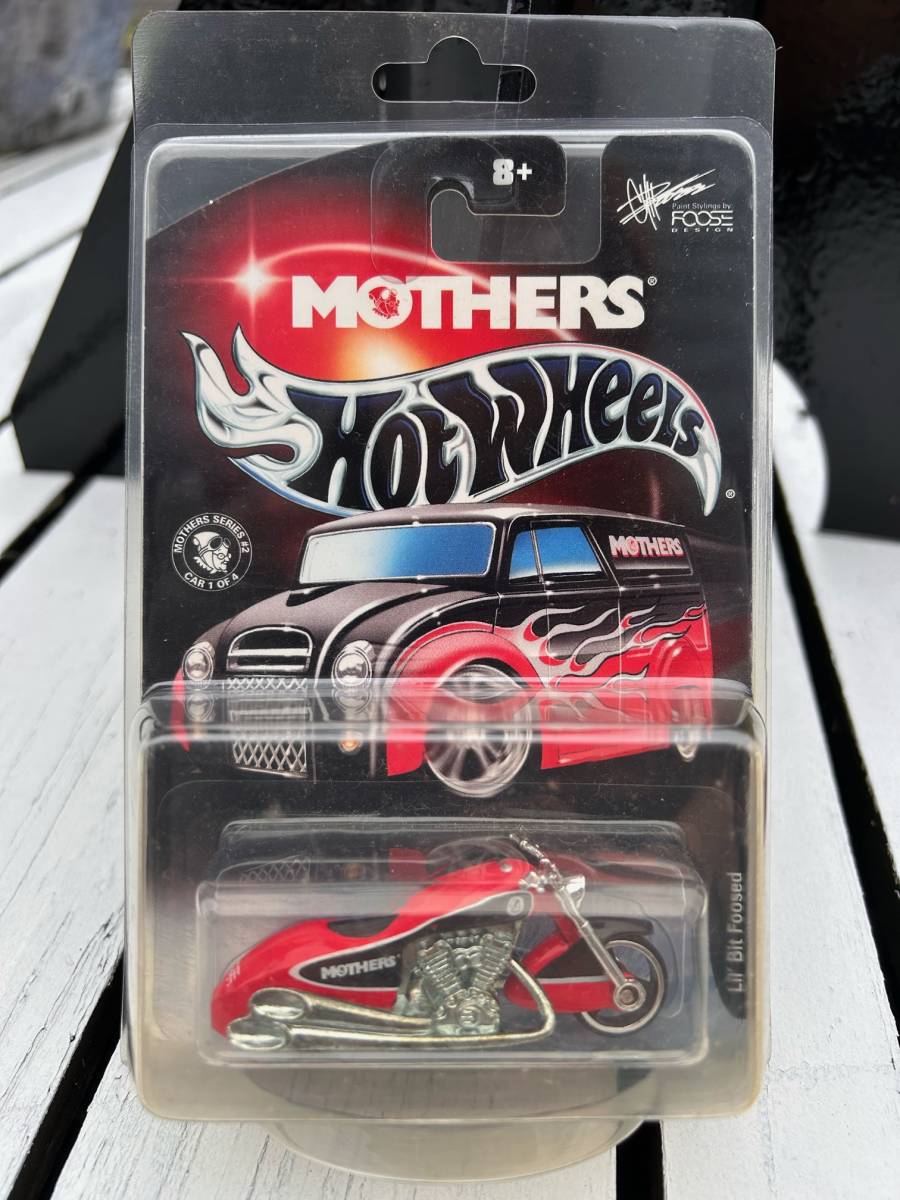 8+
Paint Stylings by:
FOOSE
DESIGN
MOTHERS®
Hot Wheels®
MOTHERS SERIES #2
CAR 1 OF 4
MOTHERS
MOTHERS
Lil' Bit Foosed